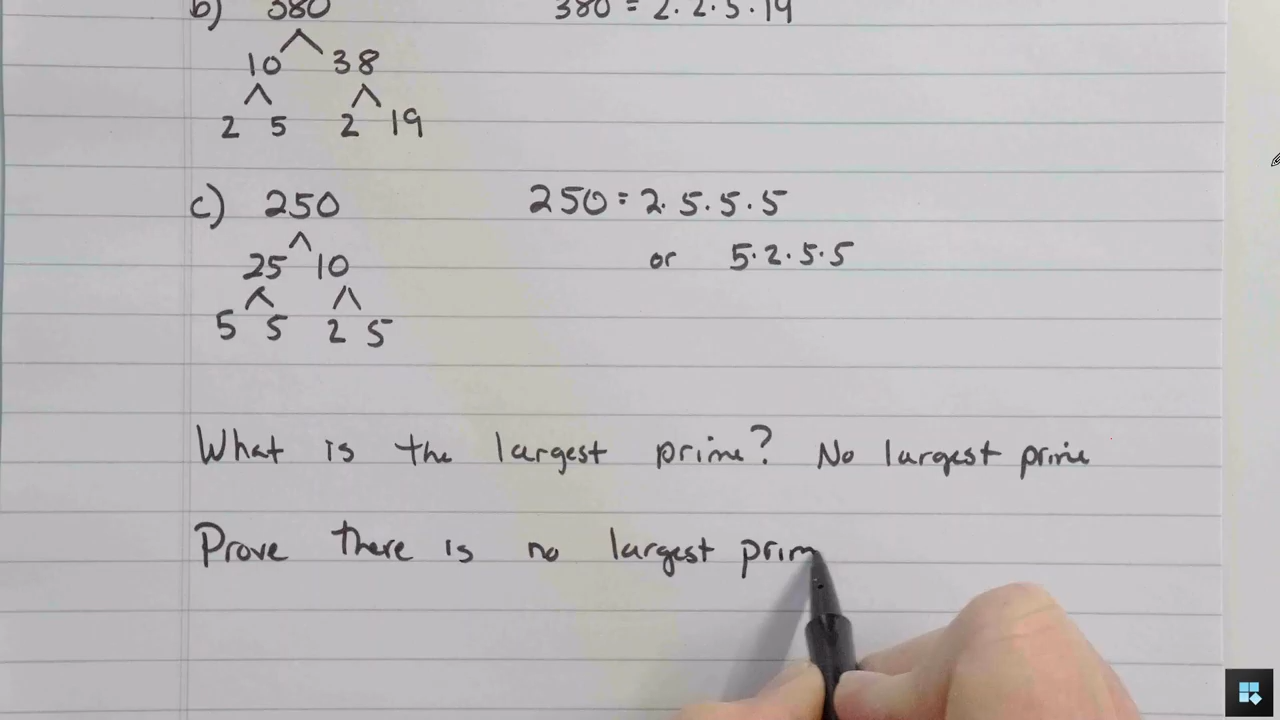 b) 380 380 = 2.2.5.19
10 38
2 5 2 19
c) 250 250 = 2.5.5.5
25 10 or 5.2.5.5
5 5 2 5
What is the largest prime? No largest prime
Prove there is no largest prim